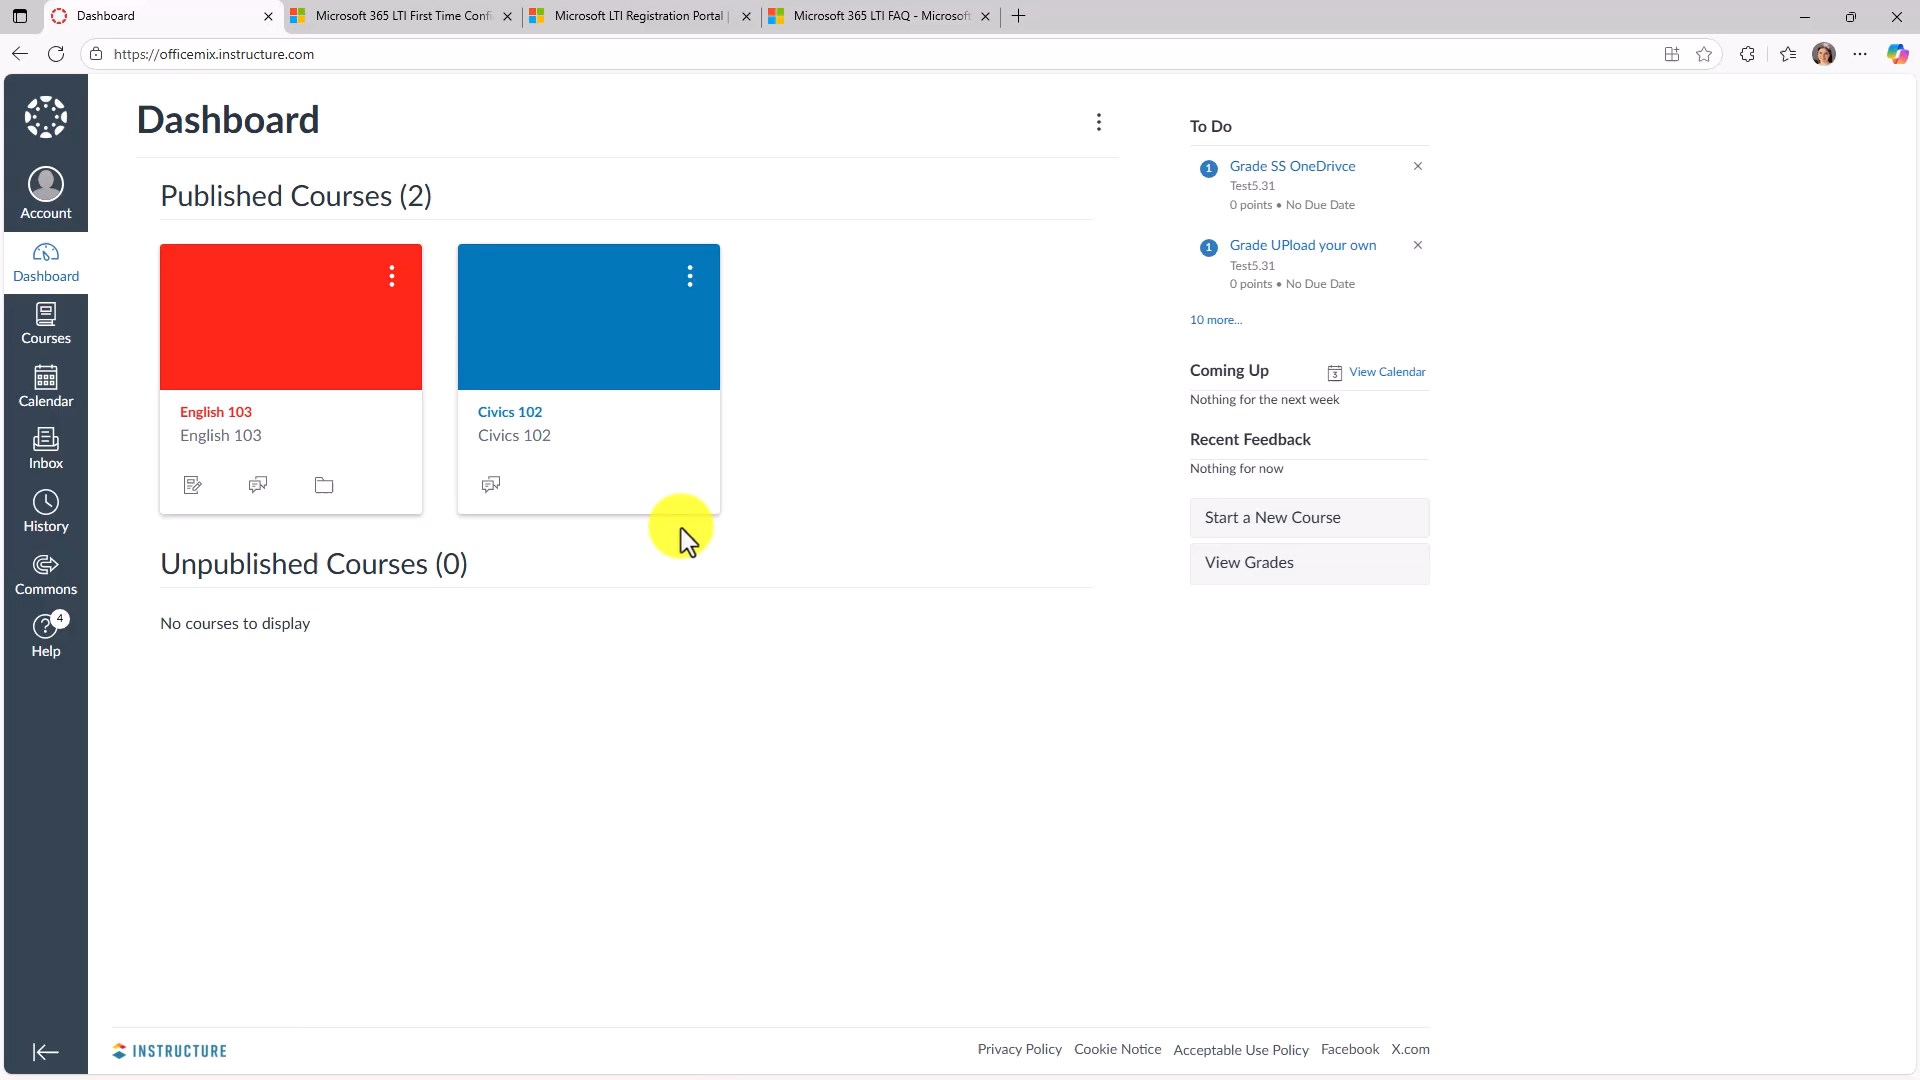 Dashboard
Microsoft 365 LTI First Time Confi
Microsoft LTI Registration Portal |
Microsoft 365 LTI FAQ - Microsoft
https://officemix.instructure.com
Account
Dashboard
Courses
Calendar
Inbox
History
Commons
4
Help
Dashboard
Published Courses (2)
English 103
English 103
Civics 102
Civics 102
Unpublished Courses (0)
No courses to display
To Do
1
Grade SS OneDrivce
Test5.31
0 points • No Due Date
1
Grade UPload your own
Test5.31
0 points • No Due Date
10 more...
Coming Up
3
View Calendar
Nothing for the next week
Recent Feedback
Nothing for now
Start a New Course
View Grades
INSTRUCTURE
Privacy Policy Cookie Notice Acceptable Use Policy Facebook X.com